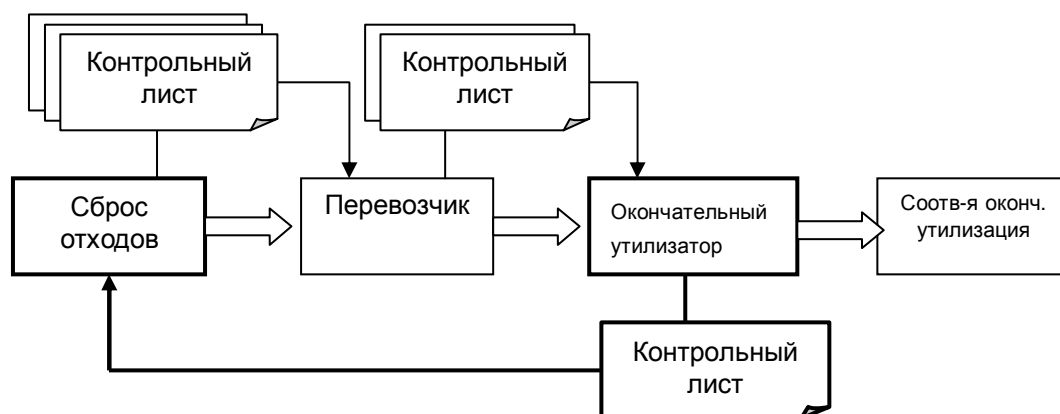 Контрольный
лист
Контрольный
лист
Сброс
отходов
Перевозчик
Окончательный
утилизатор
Соотв-я оконч.
утилизация
Контрольный
лист